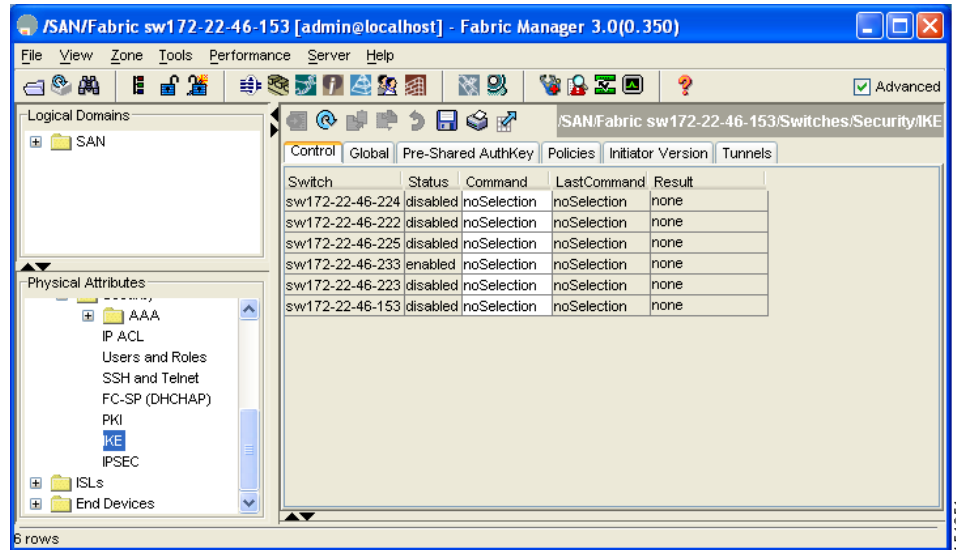 /SAN/Fabric sw172-22-46-153 [admin@localhost] - Fabric Manager 3.0(0.350)
File View Zone Tools Performance Server Help
Advanced
Logical Domains
SAN
/SAN/Fabric sw172-22-46-153/Switches/Security/IKE
Control Global Pre-Shared AuthKey Policies Initiator Version Tunnels
Switch Status Command LastCommand Result
sw172-22-46-224 disabled noSelection noSelection none
sw172-22-46-222 disabled noSelection noSelection none
sw172-22-46-225 disabled noSelection noSelection none
sw172-22-46-233 enabled noSelection noSelection none
sw172-22-46-223 disabled noSelection noSelection none
sw172-22-46-153 disabled noSelection noSelection none
Physical Attributes
AAA
IP ACL
Users and Roles
SSH and Telnet
FC-SP (DHCHAP)
PKI
IKE
IPSEC
ISLs
End Devices
6 rows